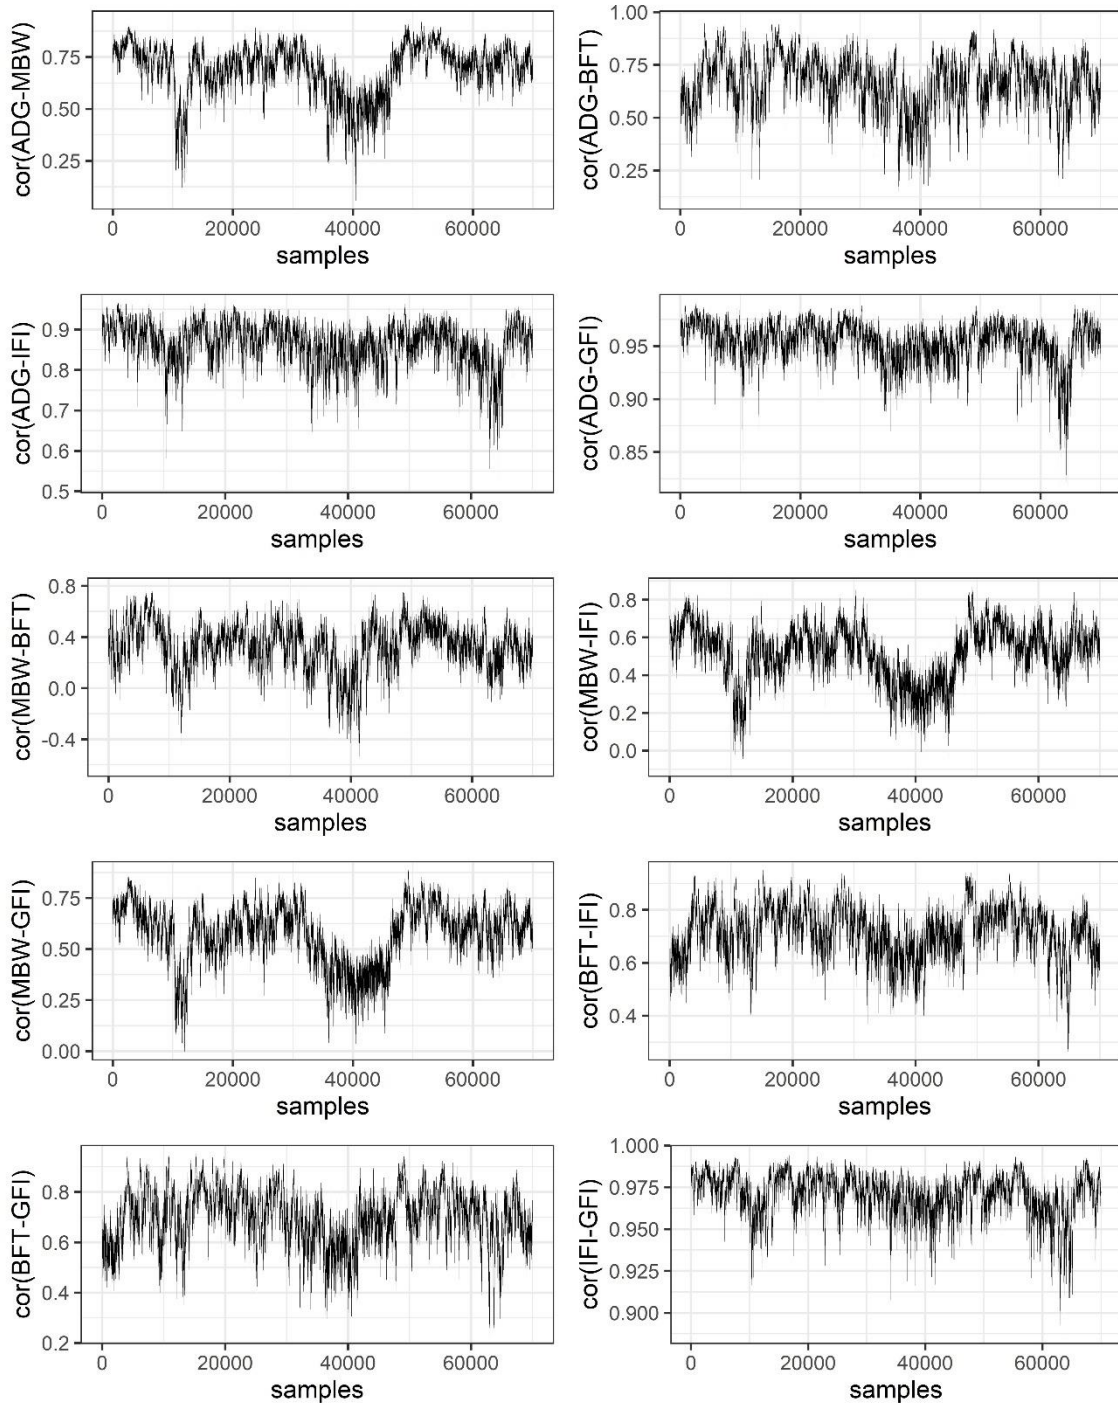 cor(ADG-MBW)
0.75
0.50
0.25
0 20000 40000 60000
samples
cor(ADG-BFT)
1.00
0.75
0.50
0.25
0 20000 40000 60000
samples
cor(ADG-IFI)
0.9
0.8
0.7
0.6
0.5
0 20000 40000 60000
samples
cor(ADG-GFI)
0.95
0.90
0.85
0 20000 40000 60000
samples
cor(MBW-BFT)
0.8
0.4
0.0
-0.4
0 20000 40000 60000
samples
cor(MBW-IFI)
0.8
0.6
0.4
0.2
0.0
0 20000 40000 60000
samples
cor(MBW-GFI)
0.75
0.50
0.25
0.00
0 20000 40000 60000
samples
cor(BFT-IFI)
0.8
0.6
0.4
0 20000 40000 60000
samples
cor(BFT-GFI)
0.8
0.6
0.4
0.2
0 20000 40000 60000
samples
cor(IFI-GFI)
1.000
0.975
0.950
0.925
0.900
0 20000 40000 60000
samples